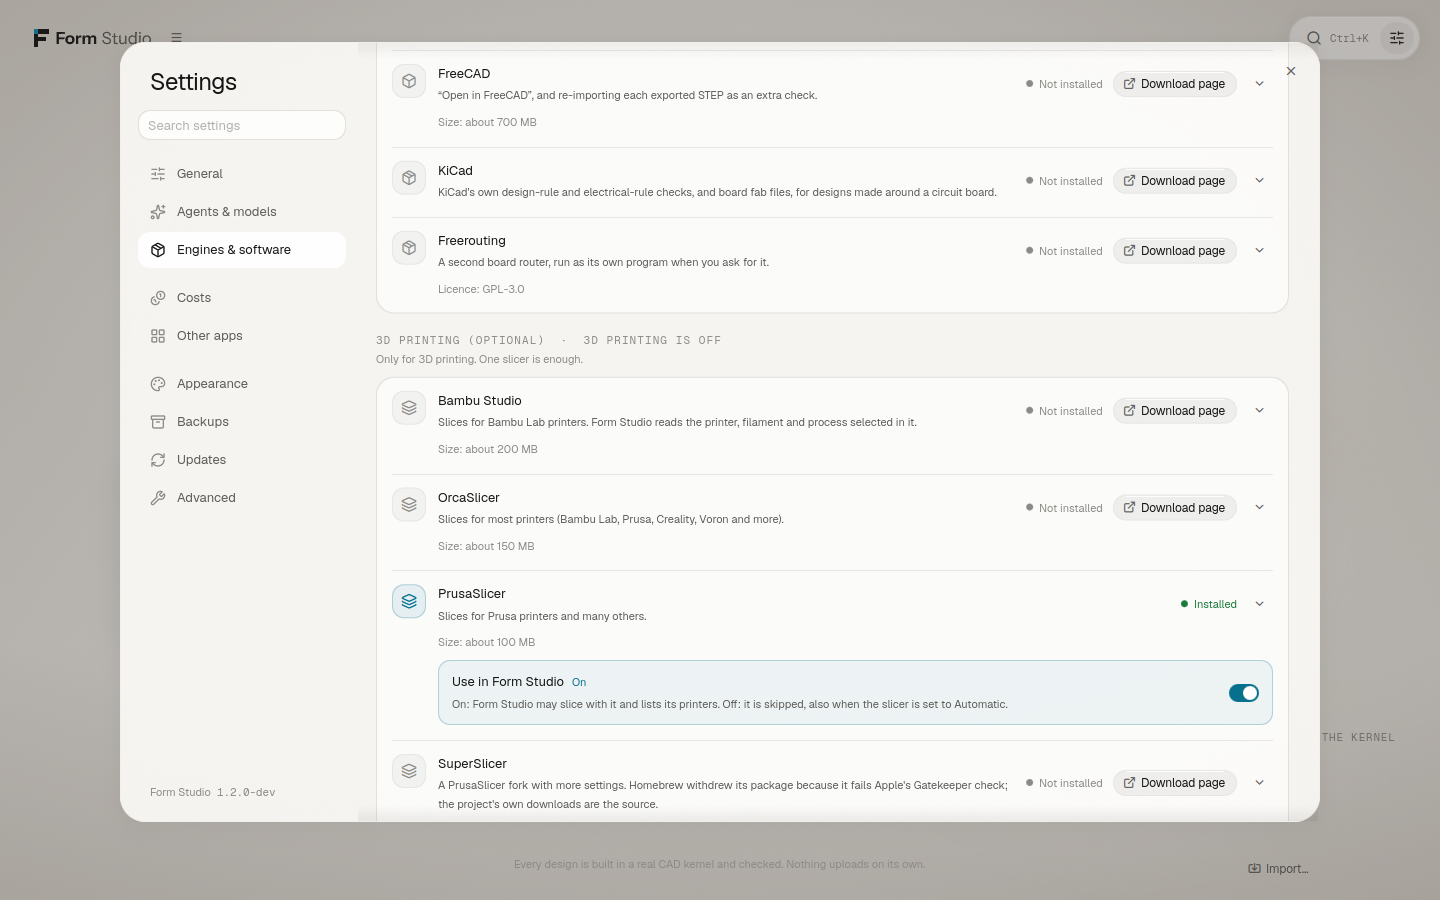 Form Studio
Ctrl+K
Settings
Search settings
General
Agents & models
Engines & software
Costs
Other apps
Appearance
Backups
Updates
Advanced
Form Studio 1.2.0-dev
FreeCAD
“Open in FreeCAD”, and re-importing each exported STEP as an extra check.
Size: about 700 MB
Not installed
Download page
KiCad
KiCad's own design-rule and electrical-rule checks, and board fab files, for designs made around a circuit board.
Not installed
Download page
Freerouting
A second board router, run as its own program when you ask for it.
Licence: GPL-3.0
Not installed
Download page
3D PRINTING (OPTIONAL) · 3D PRINTING IS OFF
Only for 3D printing. One slicer is enough.
Bambu Studio
Slices for Bambu Lab printers. Form Studio reads the printer, filament and process selected in it.
Size: about 200 MB
Not installed
Download page
OrcaSlicer
Slices for most printers (Bambu Lab, Prusa, Creality, Voron and more).
Size: about 150 MB
Not installed
Download page
PrusaSlicer
Slices for Prusa printers and many others.
Size: about 100 MB
Installed
Use in Form Studio On
On: Form Studio may slice with it and lists its printers. Off: it is skipped, also when the slicer is set to Automatic.
SuperSlicer
A PrusaSlicer fork with more settings. Homebrew withdrew its package because it fails Apple's Gatekeeper check;
the project's own downloads are the source.
Not installed
Download page
THE KERNEL
Every design is built in a real CAD kernel and checked. Nothing uploads on its own.
Import…